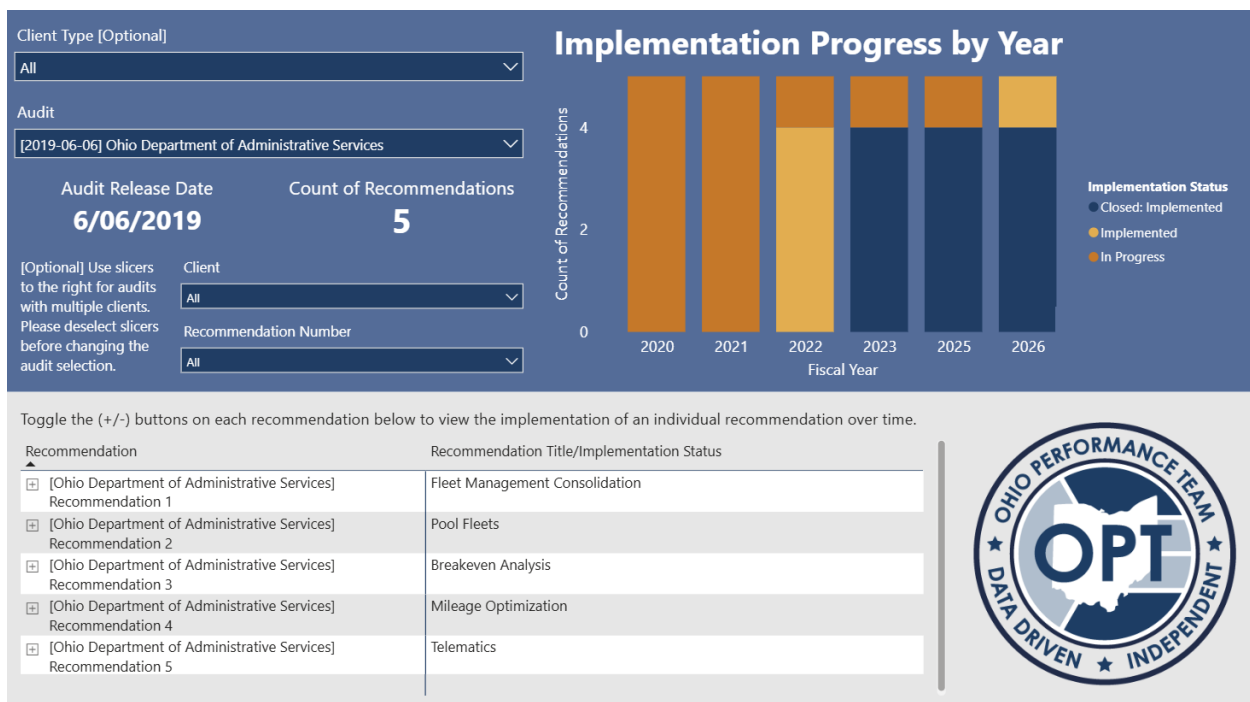 Client Type [Optional]
All
Audit
[2019-06-06] Ohio Department of Administrative Services
Audit Release Date
6/06/2019
Count of Recommendations
5
[Optional] Use slicers
to the right for audits
with multiple clients.
Please deselect slicers
before changing the
audit selection.
Client
All
Recommendation Number
All
Implementation Progress by Year
Count of Recommendations
4
2
0
2020
2021
2022
2023
2025
2026
Fiscal Year
Implementation Status
Closed: Implemented
Implemented
In Progress
Toggle the (+/-) buttons on each recommendation below to view the implementation of an individual recommendation over time.
Recommendation
Recommendation Title/Implementation Status
[Ohio Department of Administrative Services]
Recommendation 1
Fleet Management Consolidation
[Ohio Department of Administrative Services]
Recommendation 2
Pool Fleets
[Ohio Department of Administrative Services]
Recommendation 3
Breakeven Analysis
[Ohio Department of Administrative Services]
Recommendation 4
Mileage Optimization
[Ohio Department of Administrative Services]
Recommendation 5
Telematics
OHIO PERFORMANCE TEAM
OPT
DATA DRIVEN
INDEPENDENT